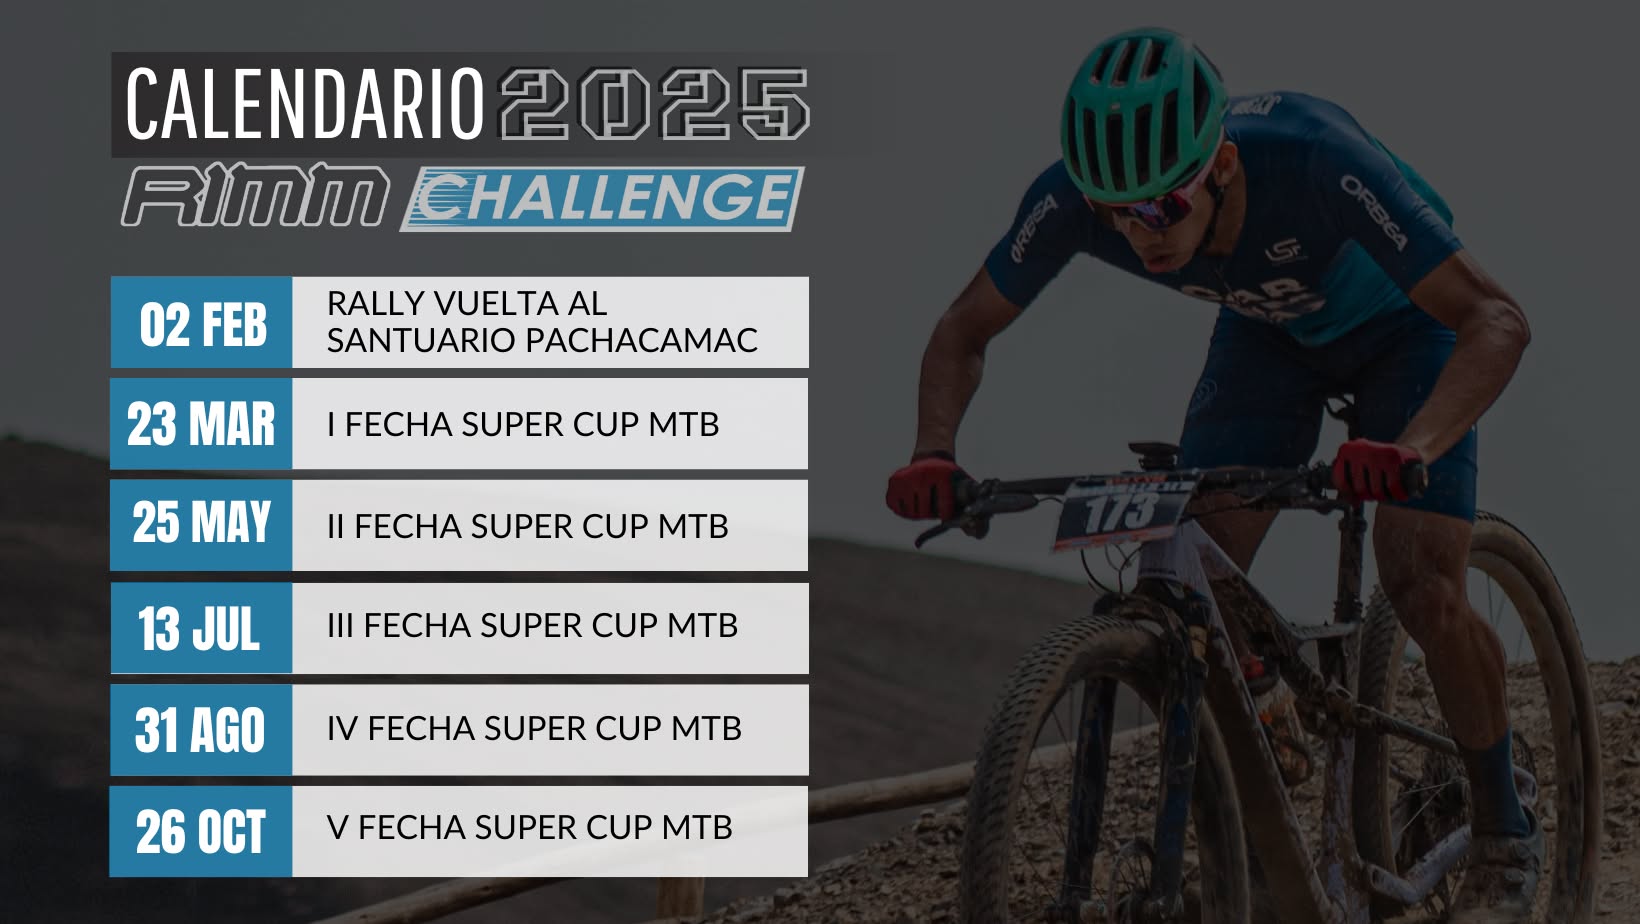 CALENDARIO 2025
RIMM CHALLENGE
02 FEB
RALLY VUELTA AL
SANTUARIO PACHACAMAC
23 MAR
I FECHA SUPER CUP MTB
25 MAY
II FECHA SUPER CUP MTB
13 JUL
III FECHA SUPER CUP MTB
31 AGO
IV FECHA SUPER CUP MTB
26 OCT
V FECHA SUPER CUP MTB
ORBEA
ORBEA
173